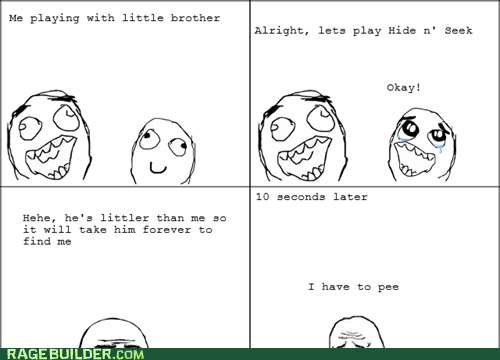 Me playing with little brother
Alright, lets play Hide n' Seek
Okay!
Hehe, he's littler than me so
it will take him forever to
find me
10 seconds later
I have to pee
RAGEBUILDER.COM